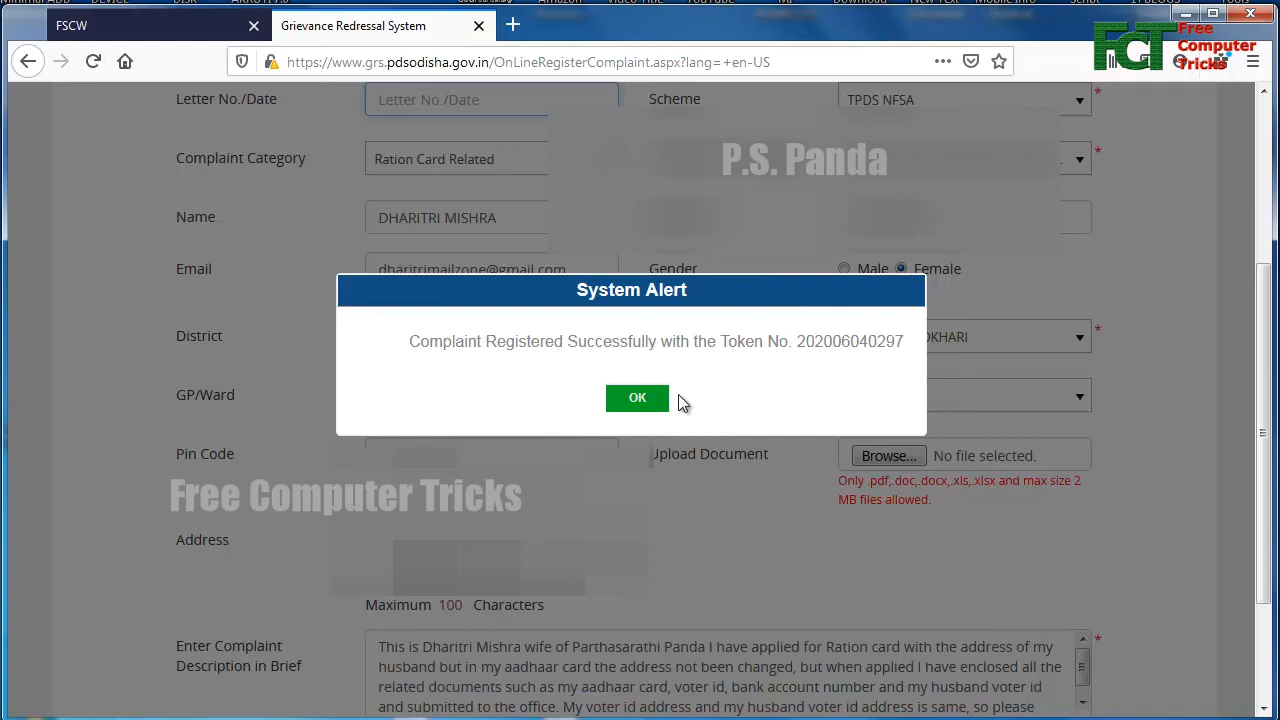 FSCW
Grievance Redressal System
Free
Computer
Tricks
FCT
OnLineRegisterComplaint.aspx?lang=+en-US
Letter No./Date
Letter No./Date
Scheme
TPDS NFSA
*
Complaint Category
Ration Card Related
*
P.S. Panda
Name
DHARITRI MISHRA
Email
dharitrimailzone@gmail.com
Gender
Male
Female
System Alert
Complaint Registered Successfully with the Token No. 202006040297
OK
District
*
GP/Ward
Pin Code
Upload Document
Browse...
No file selected.
Only .pdf,.doc,.docx,.xls,.xlsx and max size 2
MB files allowed.
Free Computer Tricks
Address
Maximum 100 Characters
Enter Complaint
Description in Brief
*
This is Dharitri Mishra wife of Parthasarathi Panda I have applied for Ration card with the address of my
husband but in my aadhaar card the address not been changed, but when applied I have enclosed all the
related documents such as my aadhaar card, voter id, bank account number and my husband voter id
and submitted to the office. My voter id address and my husband voter id address is same, so please